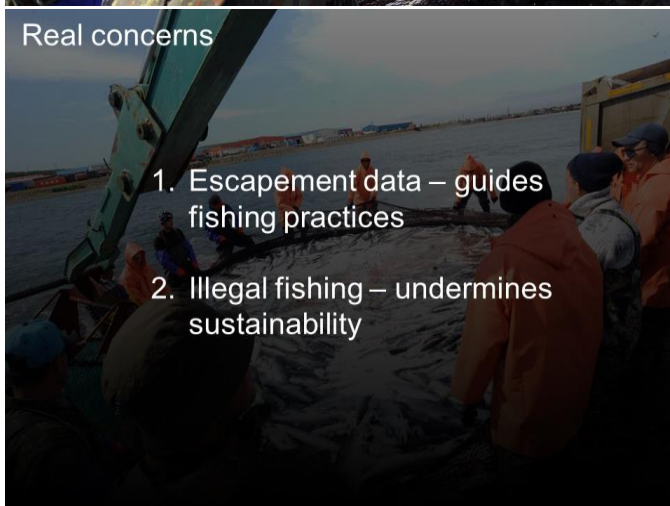 Real concerns
1. Escapement data – guides
fishing practices
2. Illegal fishing – undermines
sustainability